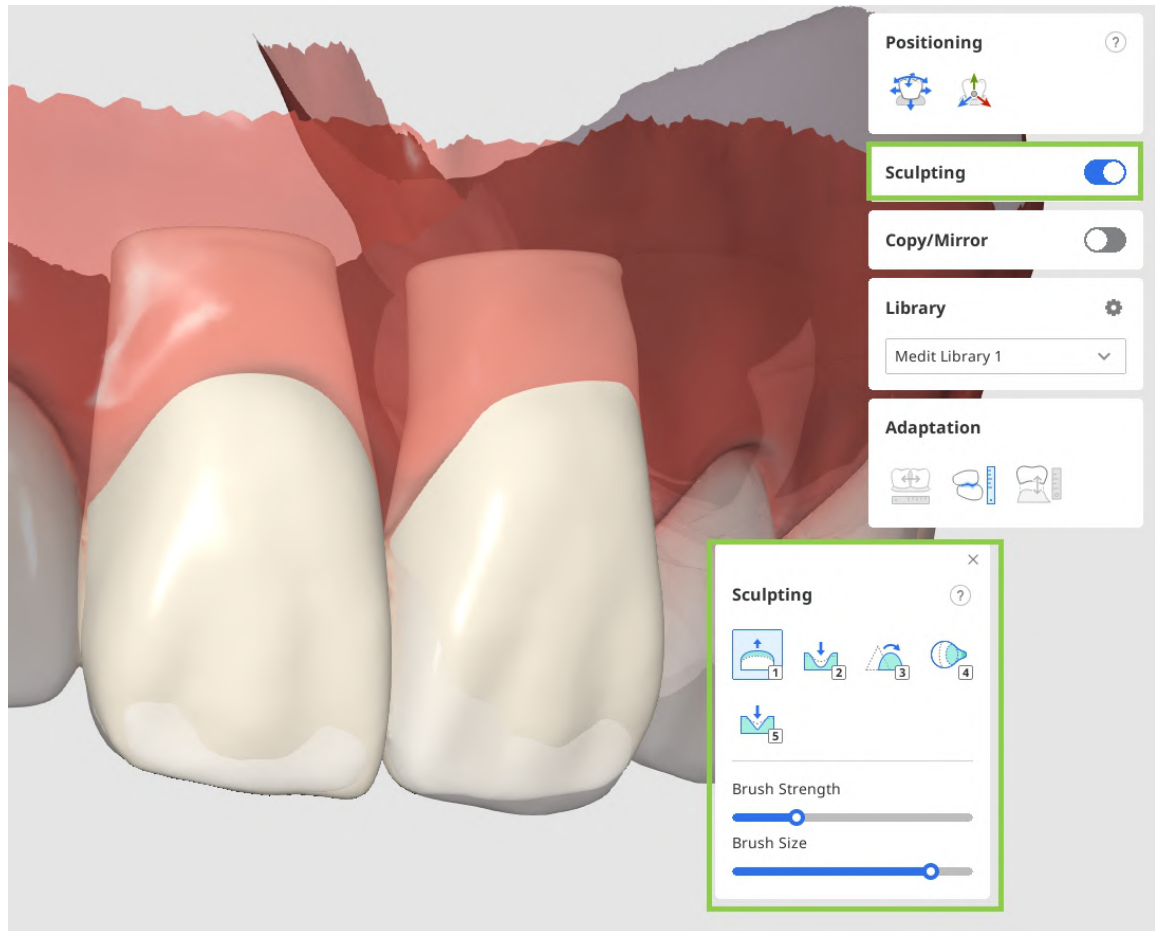 Positioning
?
Sculpting
Copy/Mirror
Library
Medit Library 1
Adaptation
Sculpting
?
1
2
3
4
5
Brush Strength
Brush Size